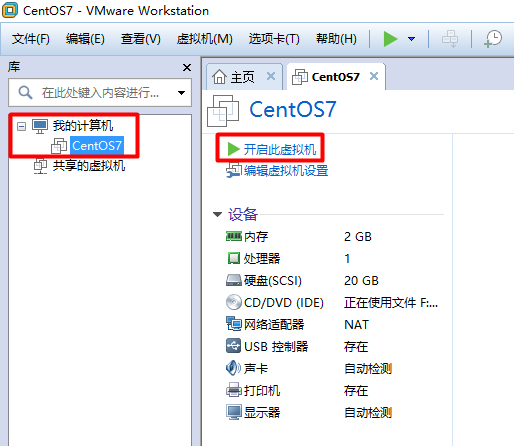 CentOS7 - VMware Workstation
文件(F) 编辑(E) 查看(V) 虚拟机(M) 选项卡(T) 帮助(H)
库
在此处键入内容进行...
我的计算机
CentOS7
共享的虚拟机
主页
CentOS7
CentOS7
开启此虚拟机
编辑虚拟机设置
设备
内存 2 GB
处理器 1
硬盘(SCSI) 20 GB
CD/DVD (IDE) 正在使用文件 F:...
网络适配器 NAT
USB 控制器 存在
声卡 自动检测
打印机 存在
显示器 自动检测